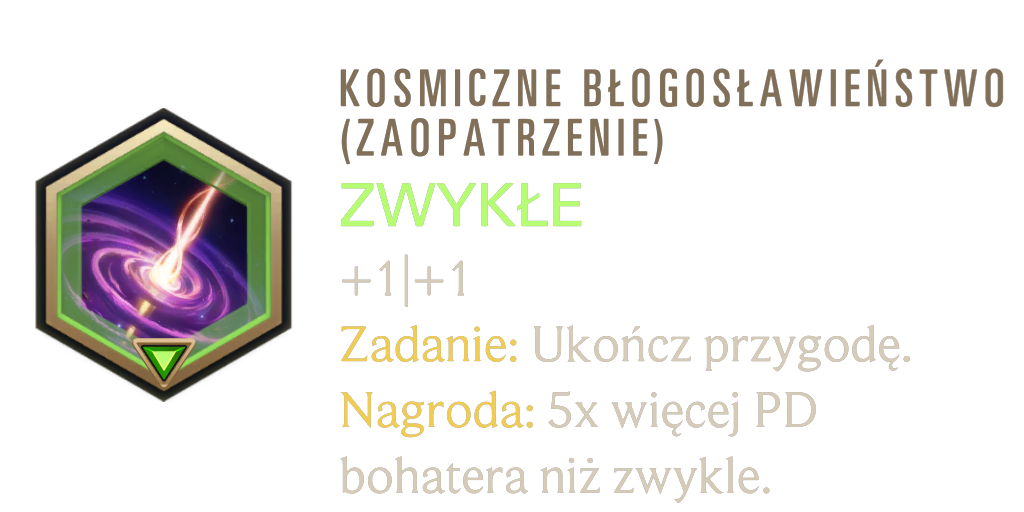 KOSMICZNE BŁOGOSŁAWIEŃSTWO
(ZAOPATRZENIE)
ZWYKŁE
+1|+1
Zadanie: Ukończ przygodę.
Nagroda: 5x więcej PD
bohatera niż zwykle.